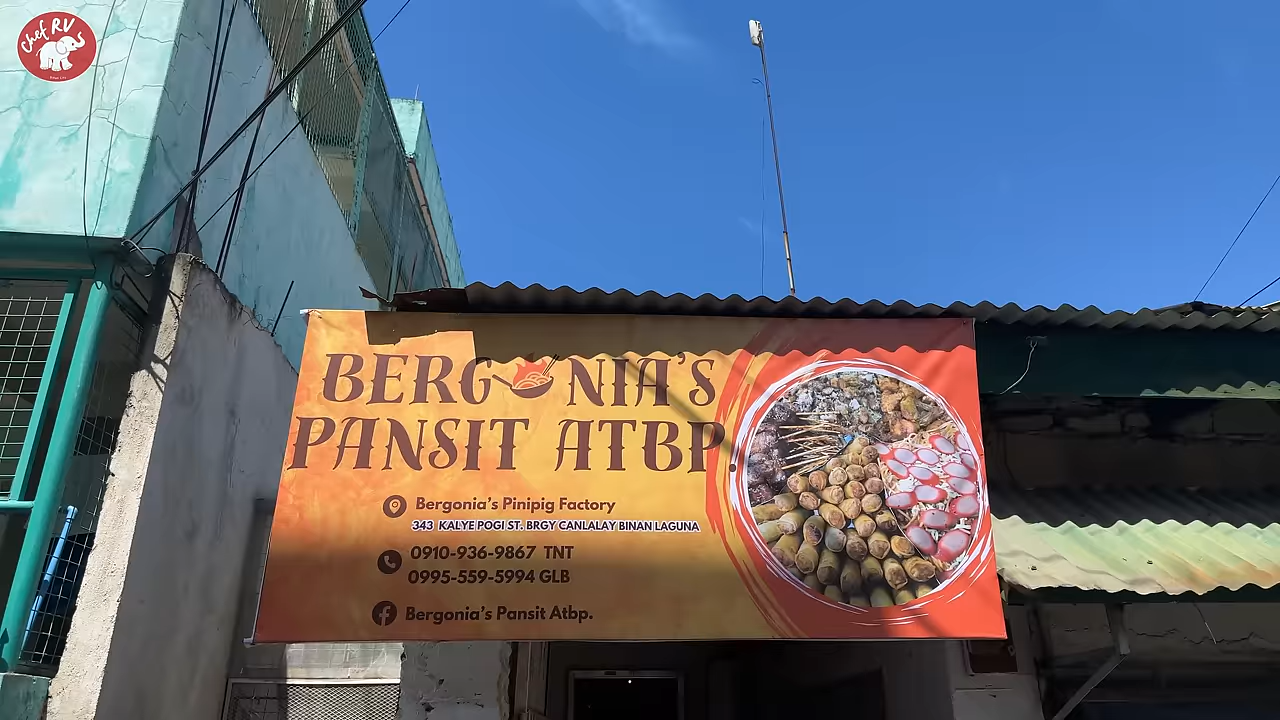 Chef RV
BERGONIA'S
PANSIT ATBP
Bergonia's Pinipig Factory
343 KALYE POGI ST. BRGY CANLALAY BINAN LAGUNA
0910-936-9867 TNT
0995-559-5994 GLB
Bergonia's Pansit Atbp.